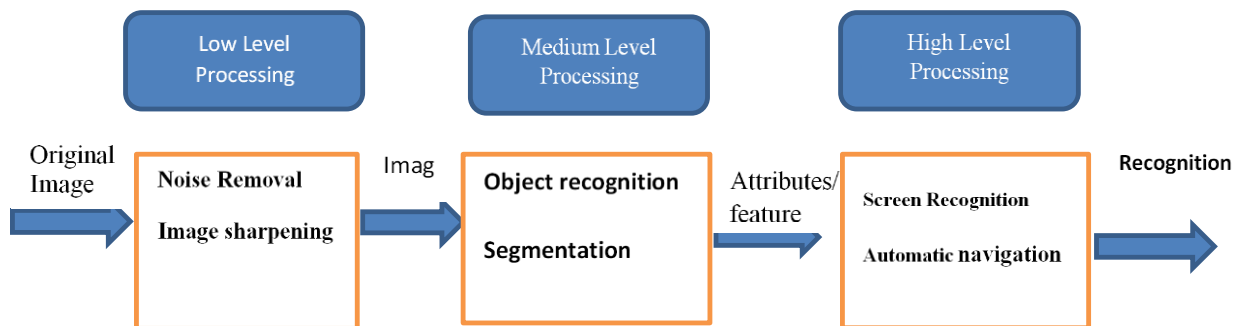 Low Level
Processing
Medium Level
Processing
High Level
Processing
Original
Image
Noise Removal
Image sharpening
Imag
Object recognition
Segmentation
Attributes/
feature
Screen Recognition
Automatic navigation
Recognition